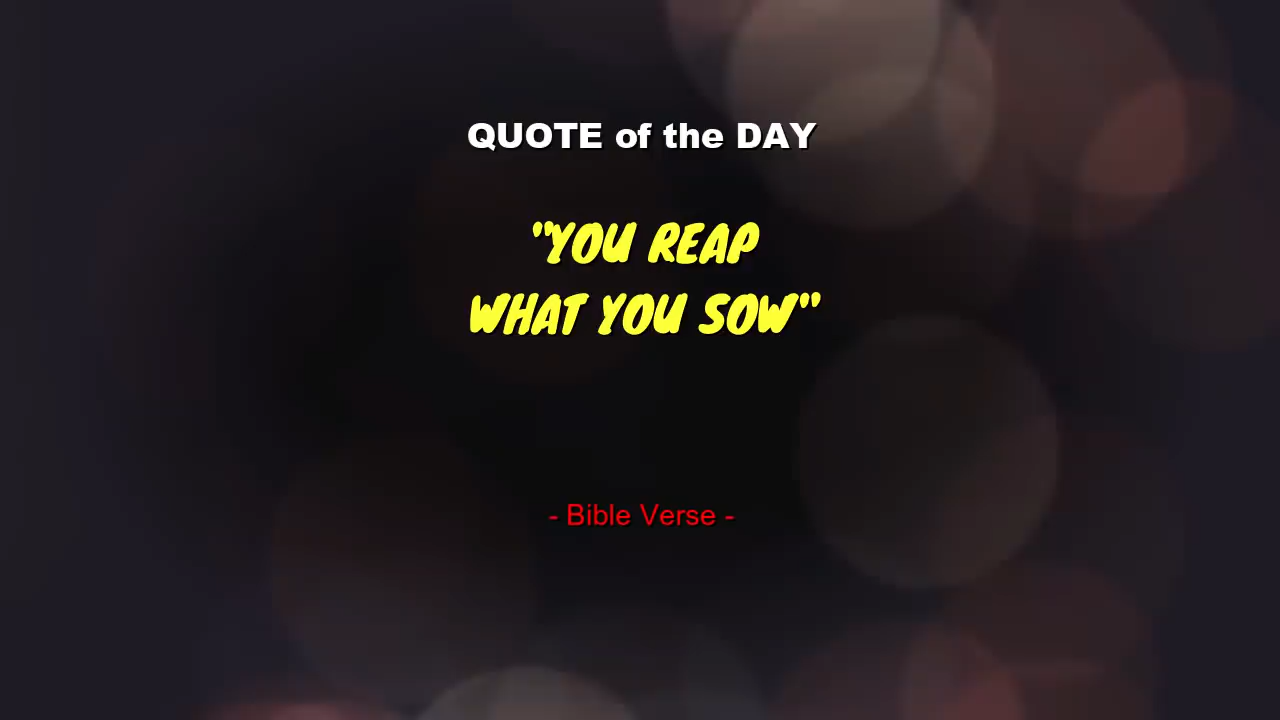 QUOTE of the DAY
"YOU REAP
WHAT YOU SOW"
- Bible Verse -